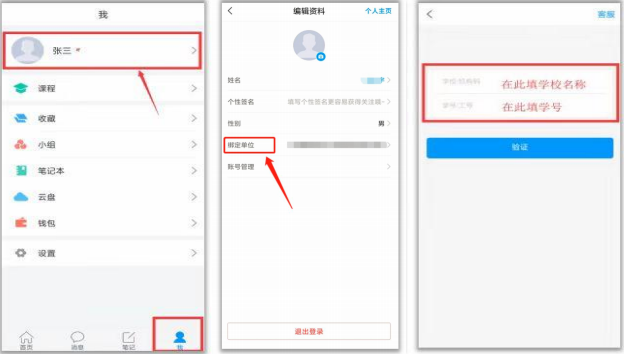 我
张三
课程
收藏
小组
笔记本
云盘
钱包
设置
首页
消息
笔记
我
编辑资料
个人主页
姓名
个性签名
填写个性签名更容易获得关注哦~
性别
男
绑定单位
账号管理
退出登录
客服
在此填学校名称
学号/工号
在此填学号
验证